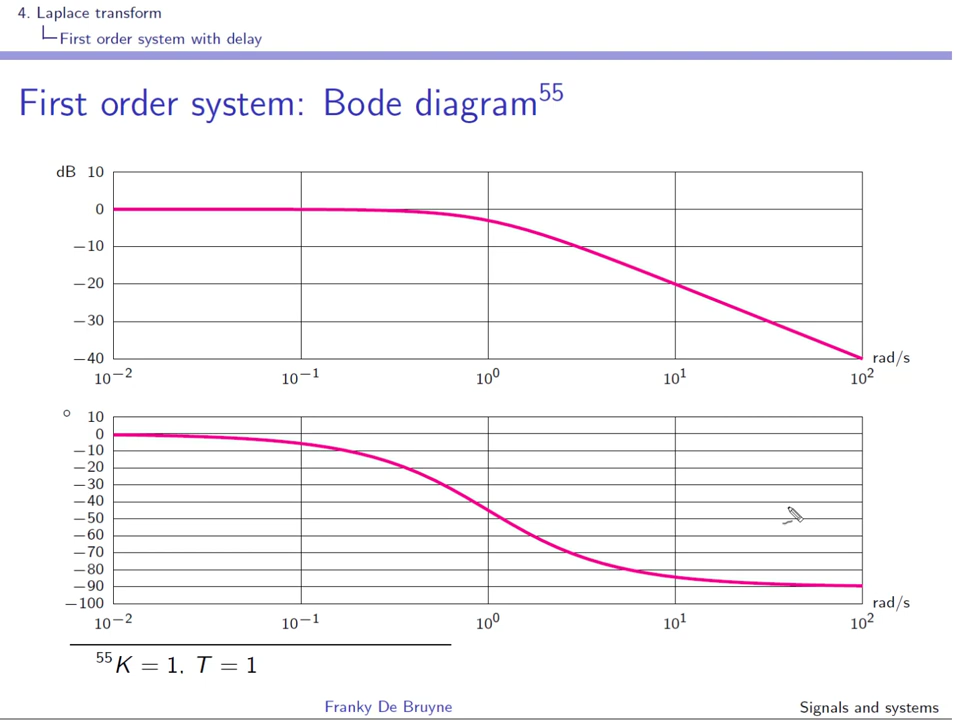 4. Laplace transform
First order system with delay
First order system: Bode diagram55
dB 10
0
−10
−20
−30
−40
10−2 10−1 100 101 102 rad/s
° 10
0
−10
−20
−30
−40
−50
−60
−70
−80
−90
−100
10−2 10−1 100 101 102 rad/s
55K = 1, T = 1
Franky De Bruyne Signals and systems